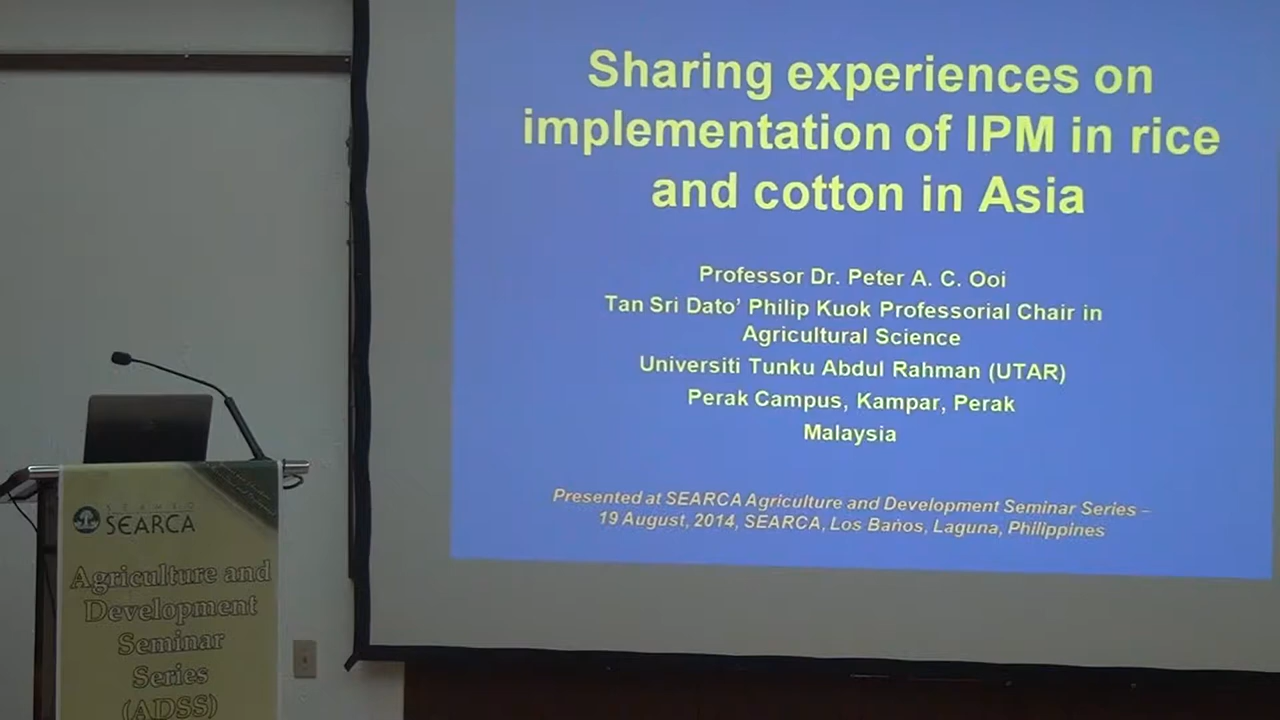 Sharing experiences on
implementation of IPM in rice
and cotton in Asia
Professor Dr. Peter A. C. Ooi
Tan Sri Dato' Philip Kuok Professorial Chair in
Agricultural Science
Universiti Tunku Abdul Rahman (UTAR)
Perak Campus, Kampar, Perak
Malaysia
Presented at SEARCA Agriculture and Development Seminar Series –
19 August, 2014, SEARCA, Los Baños, Laguna, Philippines
SEAMEO
SEARCA
Agriculture and
Development
Seminar
Series
(ADSS)